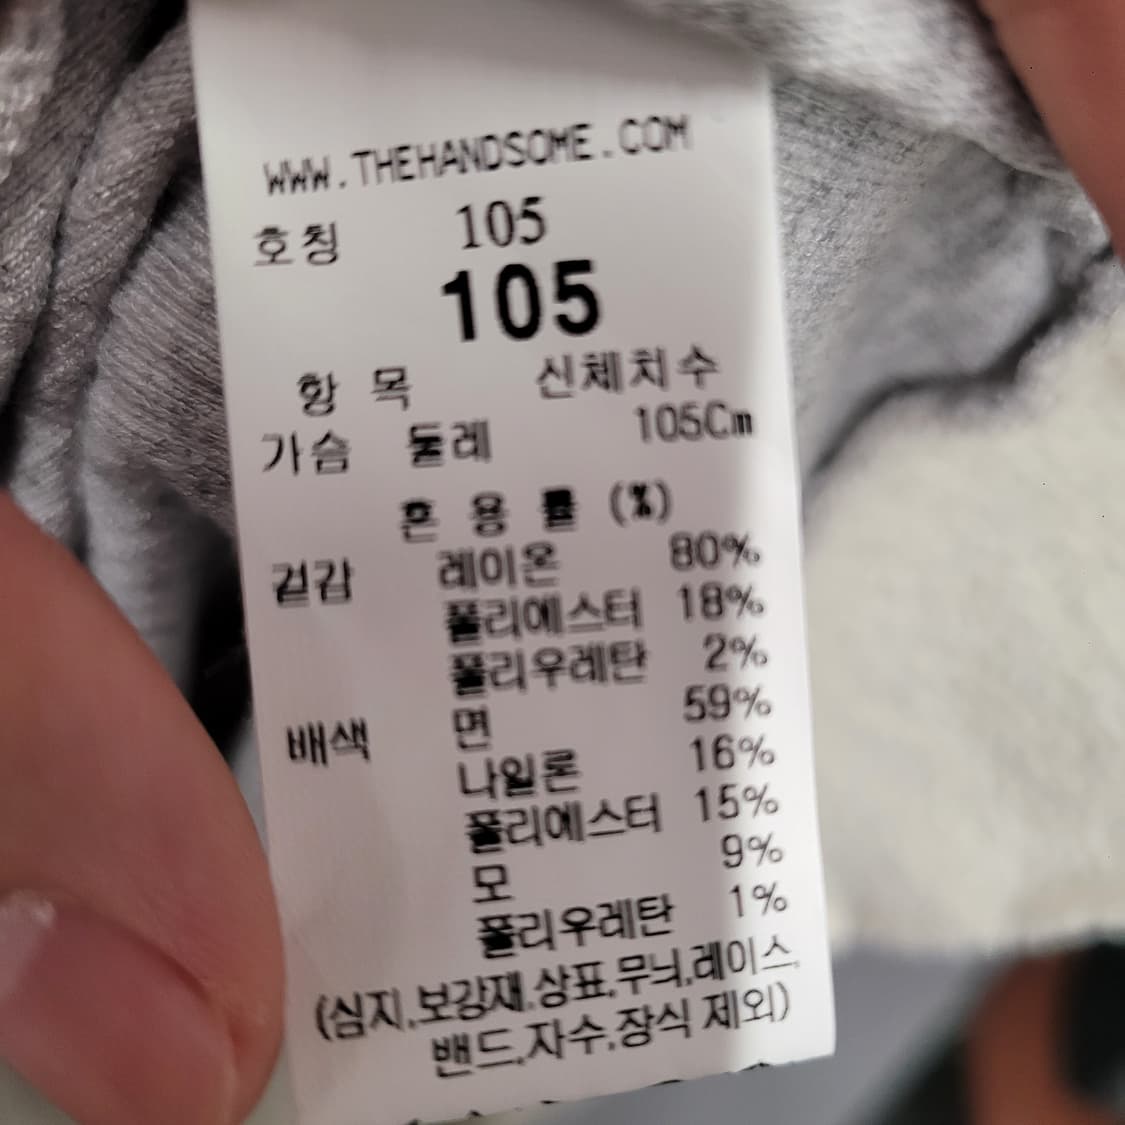 WWW.THEHANDSOME.COM
호칭 105
105
항 목 신체치수
가슴 둘레 105Cm
혼 용 률 (%)
겉감 레이온 80%
폴리에스터 18%
폴리우레탄 2%
배색 면 59%
나일론 16%
폴리에스터 15%
모 9%
폴리우레탄 1%
(심지,보강재,상표,무늬,레이스,
밴드,자수,장식 제외)